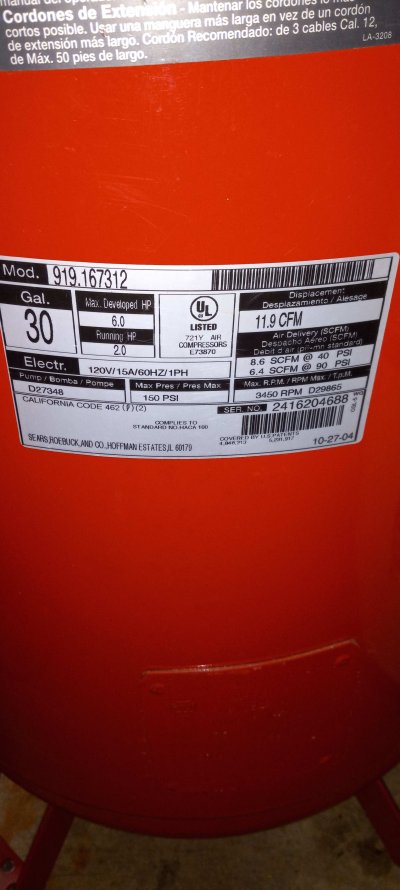 manual del
Cordones de Extensión - Mantener los cordones lo más
cortos posible. Usar una manguera más larga en vez de un cordón
de extensión más largo. Cordón Recomendado: de 3 cables Cal. 12,
de Máx. 50 pies de largo.
LA-3208
Mod. 919.167312
Gal.
30
Max. Developed HP
6.0
Running HP
2.0
UL
LISTED
721Y AIR
COMPRESSORS
E73870
Displacement
Desplazamiento / Alesage
11.9 CFM
Air Delivery (SCFM)
Despacho Aéreo (SCFM)
8.6 SCFM @ 40 PSI
6.4 SCFM @ 90 PSI
Electr. 120V/15A/60HZ/1PH
Pump / Bomba / Pompe
D27348
Max Pres / Pres Max
150 PSI
Max. R.P.M. / RPM Max / T.p.M.
3450 RPM D29865
CALIFORNIA CODE 462 (2)
SER. NO. 2416204688
COMPLIES TO
STANDARD NO.
SEARS, ROEBUCK, AND CO., HOFFMAN ESTATES, IL 60179
COVERED BY U.S. PATENTS
10-27-04